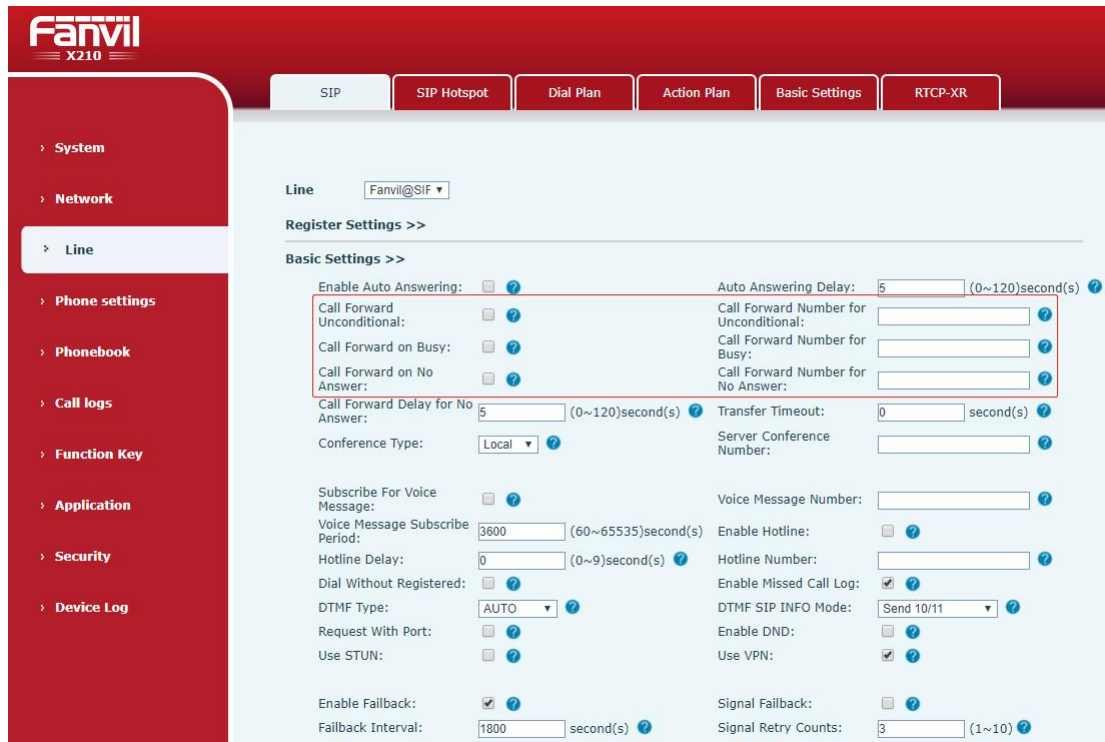 Fanvil
X210
SIP
SIP Hotspot
Dial Plan
Action Plan
Basic Settings
RTCP-XR
› System
› Network
› Line
› Phone settings
› Phonebook
› Call logs
› Function Key
› Application
› Security
› Device Log
Line Fanvil@SIF
Register Settings >>
Basic Settings >>
Enable Auto Answering: ? Auto Answering Delay: 5 (0~120)second(s) ?
Call Forward
Unconditional: ? Call Forward Number for
Unconditional: ?
Call Forward on Busy: ? Call Forward Number for
Busy: ?
Call Forward on No
Answer: ? Call Forward Number for
No Answer: ?
Call Forward Delay for No
Answer: 5 (0~120)second(s) ? Transfer Timeout: 0 second(s) ?
Conference Type: Local ? Server Conference
Number: ?
Subscribe For Voice
Message: ? Voice Message Number: ?
Voice Message Subscribe
Period: 3600 (60~65535)second(s) Enable Hotline: ?
Hotline Delay: 0 (0~9)second(s) ? Hotline Number: ?
Dial Without Registered: ? Enable Missed Call Log: ?
DTMF Type: AUTO ? DTMF SIP INFO Mode: Send 10/11 ?
Request With Port: ? Enable DND: ?
Use STUN: ? Use VPN: ?
Enable Failback: ? Signal Failback: ?
Failback Interval: 1800 second(s) ? Signal Retry Counts: 3 (1~10) ?